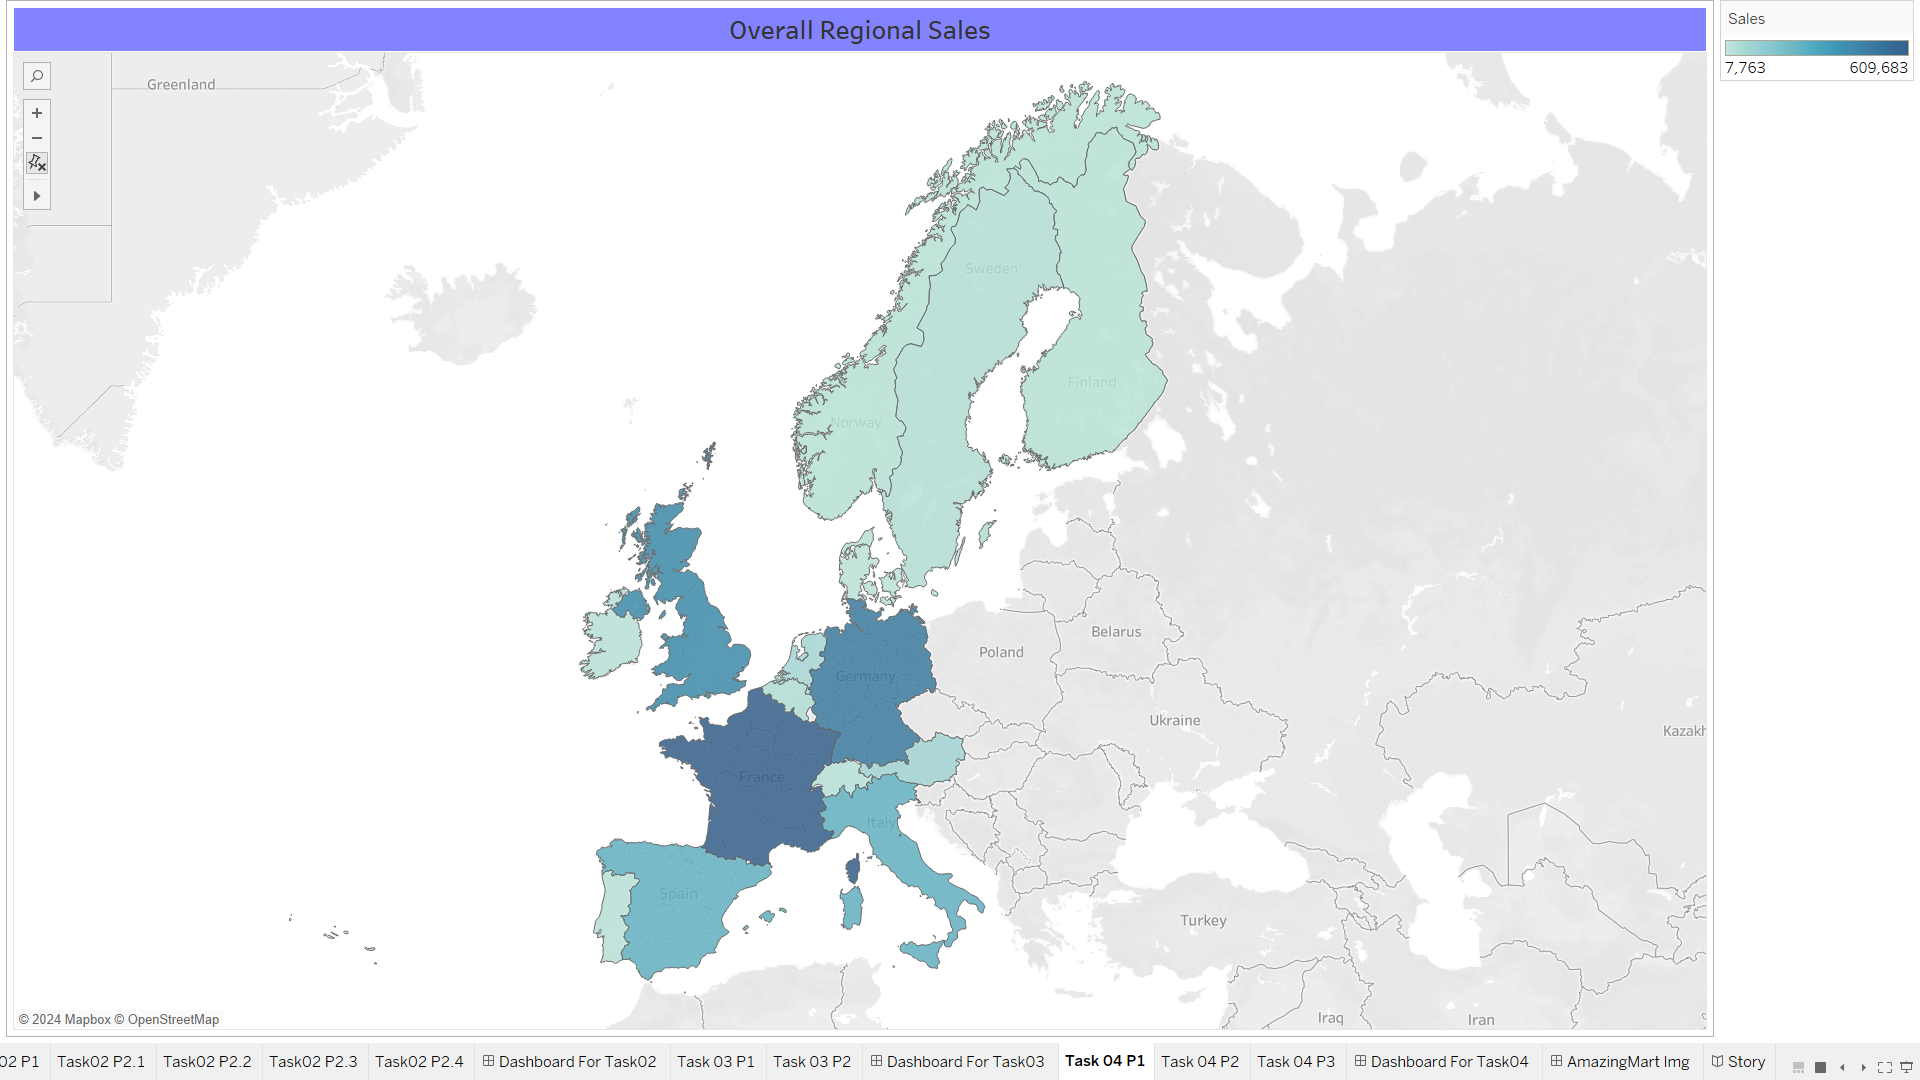 Overall Regional Sales
Sales
7,763 609,683
Greenland
Sweden
Finland
Norway
Belarus
Poland
Germany
Ukraine
Kazakh
France
Italy
Spain
Turkey
© 2024 Mapbox © OpenStreetMap
Iraq
Iran
02 P1 Task02 P2.1 Task02 P2.2 Task02 P2.3 Task02 P2.4 Dashboard For Task02 Task 03 P1 Task 03 P2 Dashboard For Task03 Task 04 P1 Task 04 P2 Task 04 P3 Dashboard For Task04 AmazingMart Img Story